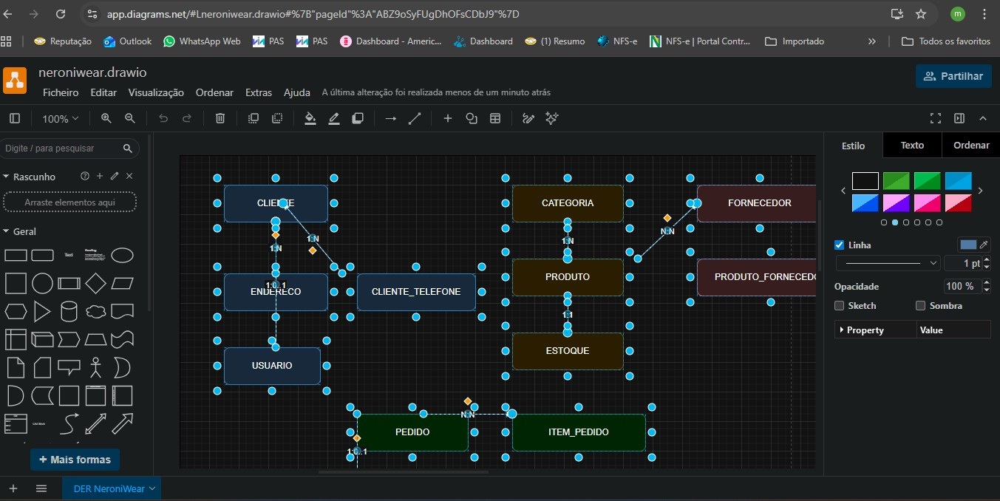 app.diagrams.net/#Lneroniwear.drawio#%7B"pageId"%3A"ABZ9oSyFUgDhOFsCDbJ9"%7D
m
Reputação
Outlook
WhatsApp Web
PAS
PAS
Dashboard - Americ...
Dashboard
(1) Resumo
NFS-e
NFS-e | Portal Contr...
Importado
»
Todos os favoritos
neroniwear.drawio
Partilhar
Ficheiro Editar Visualização Ordenar Extras Ajuda A última alteração foi realizada menos de um minuto atrás
100%
Digite / para pesquisar
Rascunho
Arraste elementos aqui
Geral
Text
Heading
List Item
+ Mais formas
CLIENTE
CATEGORIA
FORNECEDOR
1:N
1:N
1:N
N:N
ENDERECO
1:0..1
CLIENTE_TELEFONE
PRODUTO
PRODUTO_FORNECEDO
1:1
USUARIO
ESTOQUE
N:N
PEDIDO
ITEM_PEDIDO
1:0..1
Estilo
Texto
Ordenar
Linha
1 pt
Opacidade
100 %
Sketch
Sombra
Property
Value
DER NeroniWear